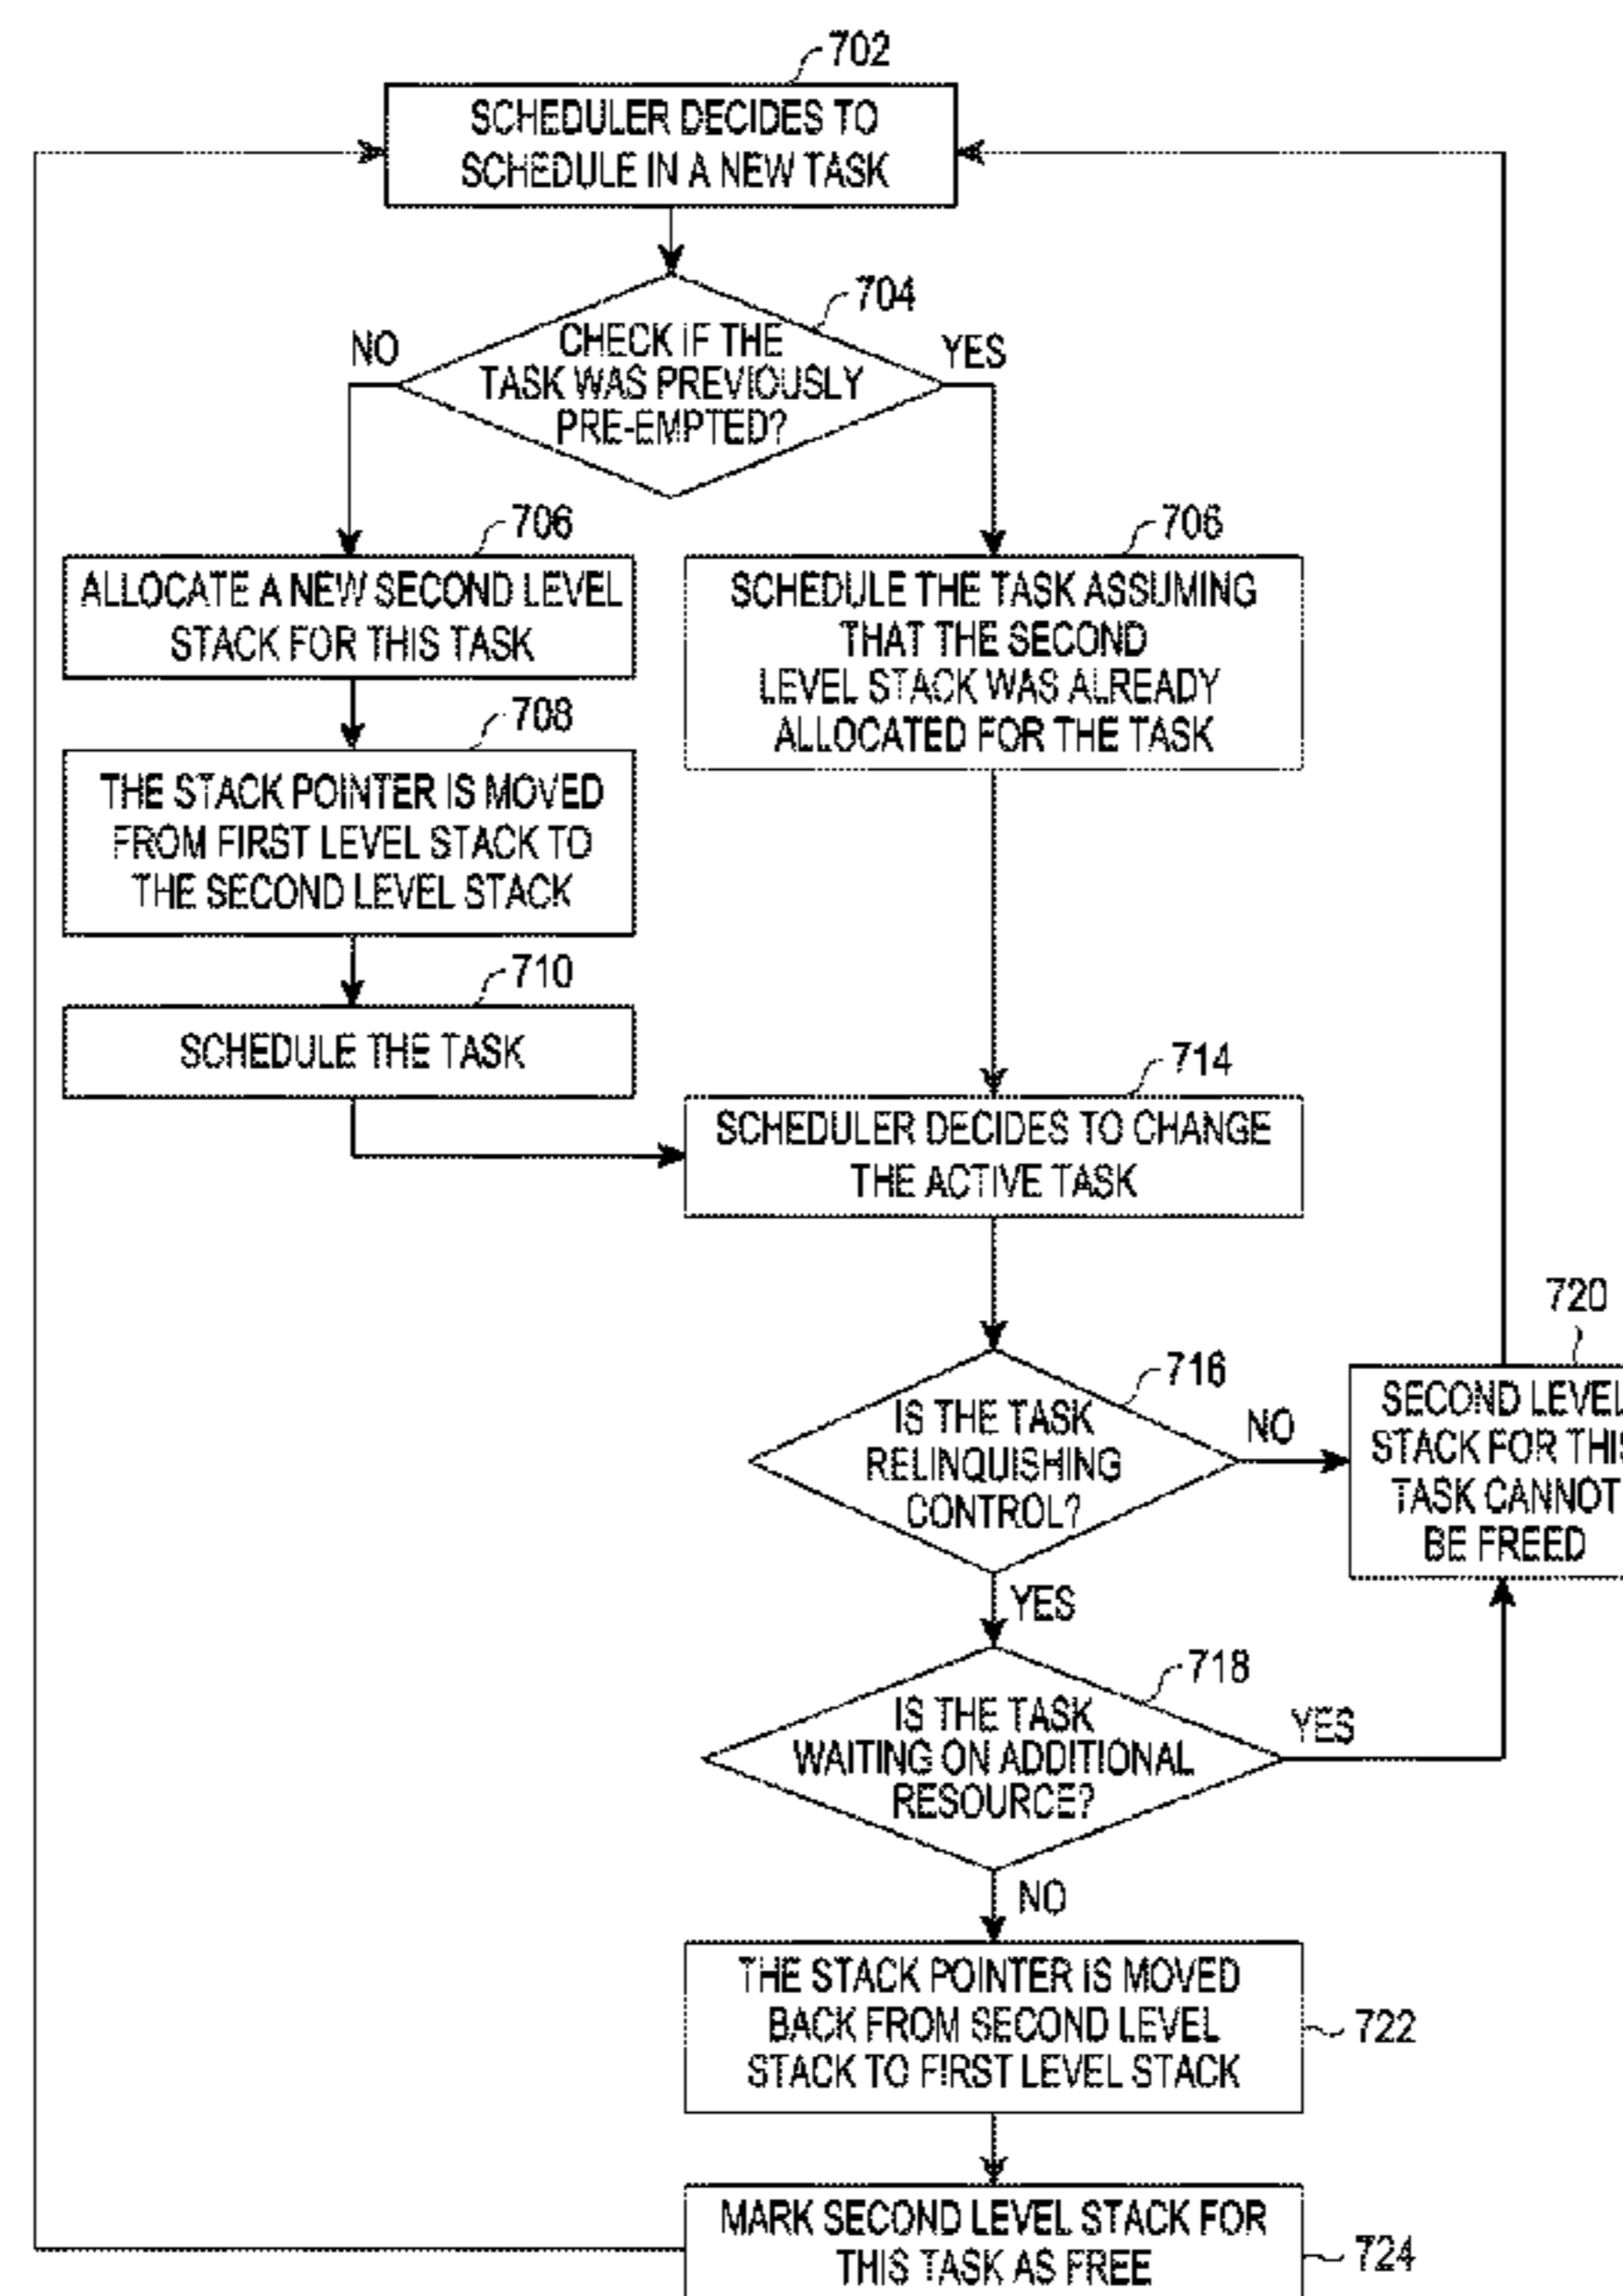 702
SCHEDULER DECIDES TO
SCHEDULE IN A NEW TASK
704
CHECK IF THE
TASK WAS PREVIOUSLY
PRE-EMPTED?
NO
YES
706
ALLOCATE A NEW SECOND LEVEL
STACK FOR THIS TASK
706
SCHEDULE THE TASK ASSUMING
THAT THE SECOND
LEVEL STACK WAS ALREADY
ALLOCATED FOR THE TASK
708
THE STACK POINTER IS MOVED
FROM FIRST LEVEL STACK TO
THE SECOND LEVEL STACK
710
SCHEDULE THE TASK
714
SCHEDULER DECIDES TO CHANGE
THE ACTIVE TASK
716
IS THE TASK
RELINQUISHING
CONTROL?
NO
YES
720
SECOND LEVEL
STACK FOR THIS
TASK CANNOT
BE FREED
718
IS THE TASK
WAITING ON ADDITIONAL
RESOURCE?
YES
NO
THE STACK POINTER IS MOVED
BACK FROM SECOND LEVEL
STACK TO FIRST LEVEL STACK
722
MARK SECOND LEVEL STACK FOR
THIS TASK AS FREE
724